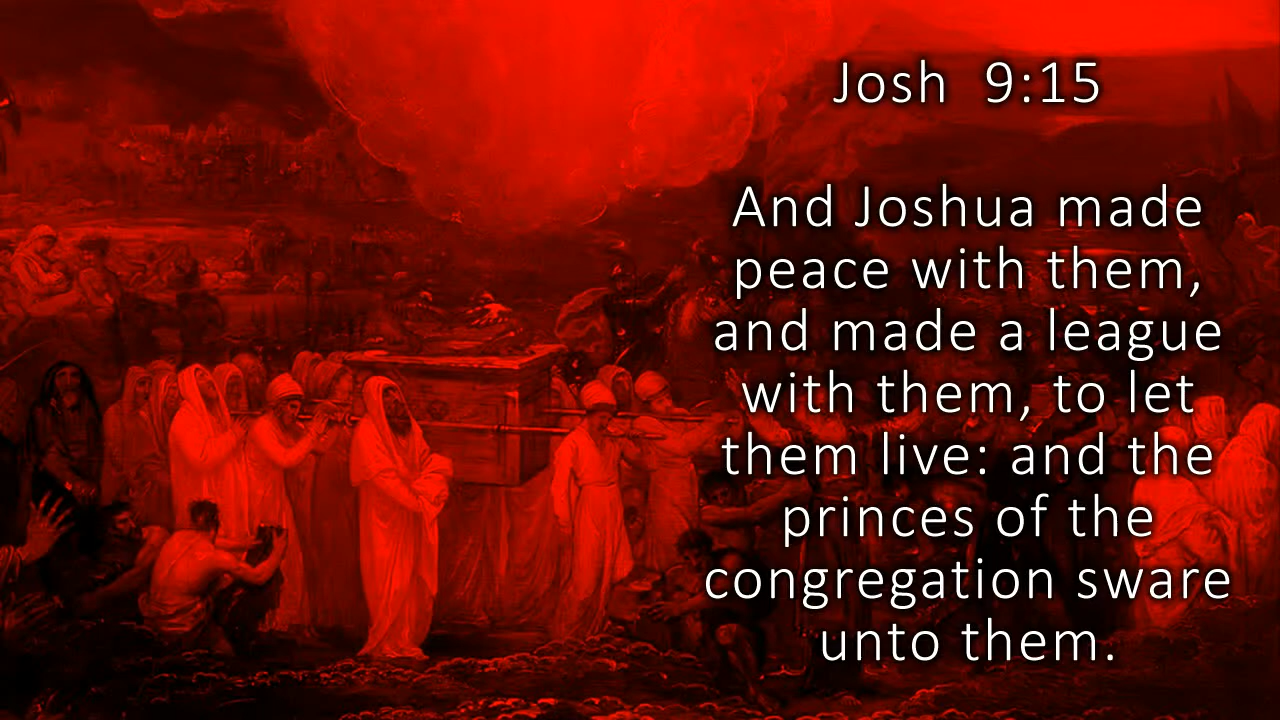 Josh  9:15
And Joshua made
peace with them,
and made a league
with them, to let
them live: and the
princes of the
congregation sware
unto them.